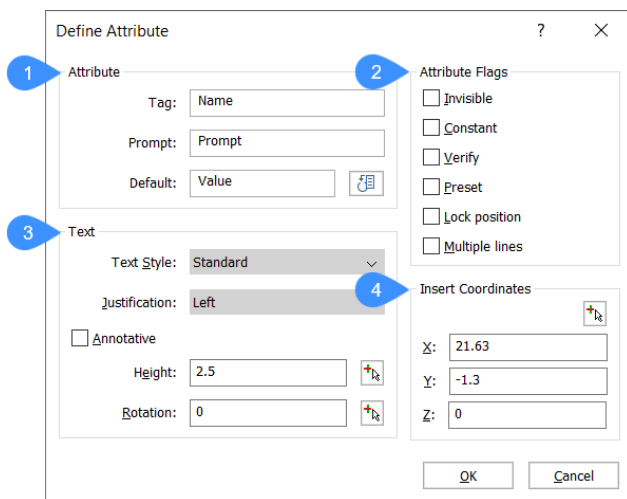 Define Attribute ? X
1 Attribute
Tag: Name
Prompt: Prompt
Default: Value
2 Attribute Flags
Invisible
Constant
Verify
Preset
Lock position
Multiple lines
3 Text
Text Style: Standard
Justification: Left
Annotative
Height: 2.5
Rotation: 0
4 Insert Coordinates
X: 21.63
Y: -1.3
Z: 0
OK Cancel